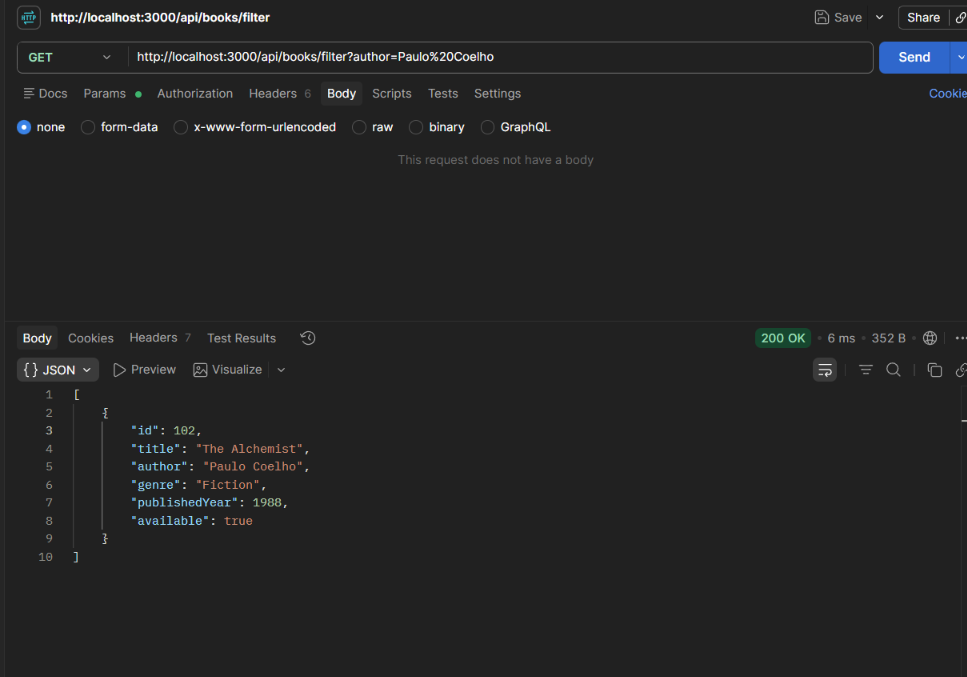 HTTP http://localhost:3000/api/books/filter Save Share
GET http://localhost:3000/api/books/filter?author=Paulo%20Coelho Send
Docs Params Authorization Headers 6 Body Scripts Tests Settings Cookie
none form-data x-www-form-urlencoded raw binary GraphQL
This request does not have a body
Body Cookies Headers 7 Test Results 200 OK 6 ms 352 B
{} JSON Preview Visualize
1 [
2 {
3 "id": 102,
4 "title": "The Alchemist",
5 "author": "Paulo Coelho",
6 "genre": "Fiction",
7 "publishedYear": 1988,
8 "available": true
9 }
10 ]